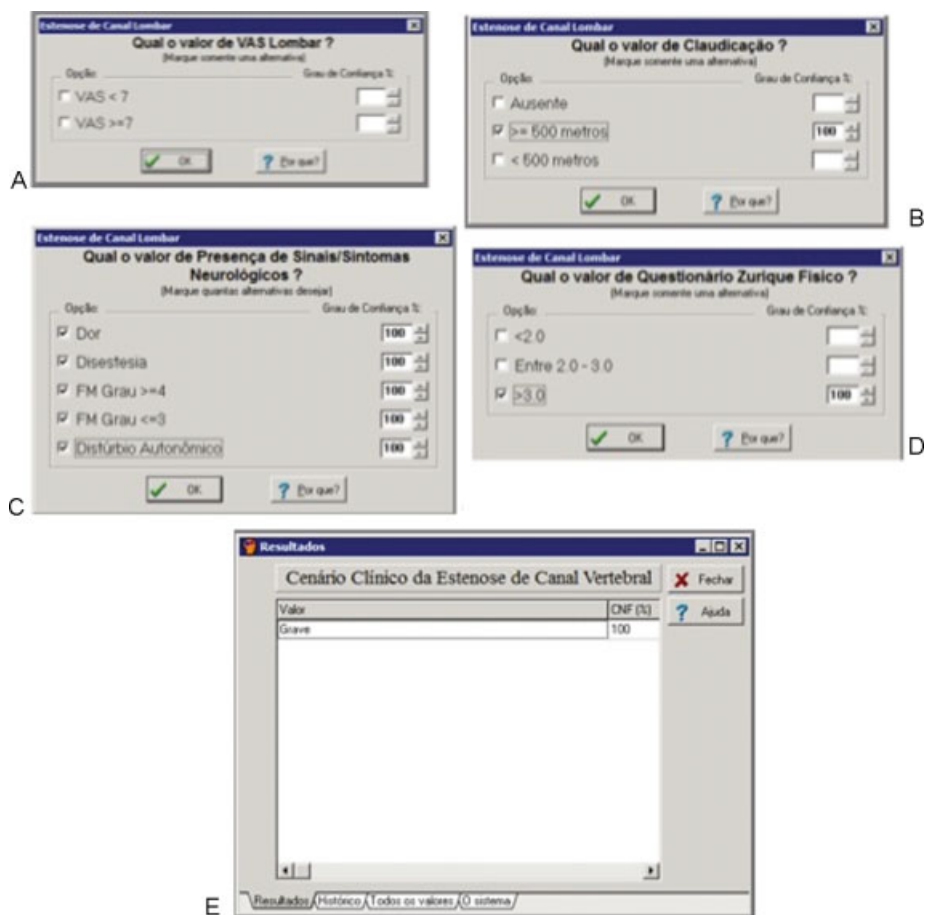 Estenose de Canal Lombar
Qual o valor de VAS Lombar ?
(Marque somente uma alternativa)
Opção: Grau de Confiança %:
VAS < 7
VAS >=7
OK Por que?
A
Estenose de Canal Lombar
Qual o valor de Claudicação ?
(Marque somente uma alternativa)
Opção: Grau de Confiança %:
Ausente
>= 500 metros 100
< 500 metros
OK Por que?
B
Estenose de Canal Lombar
Qual o valor de Presença de Sinais/Sintomas
Neurológicos ?
(Marque quantas alternativas desejar)
Opção: Grau de Confiança %:
Dor 100
Disestesia 100
FM Grau >=4 100
FM Grau <=3 100
Distúrbio Autonômico 100
OK Por que?
C
Estenose de Canal Lombar
Qual o valor de Questionário Zurique Fisico ?
(Marque somente uma alternativa)
Opção: Grau de Confiança %:
<2.0
Entre 2.0 - 3.0
>3.0 100
OK Por que?
D
Resultados
Cenário Clínico da Estenose de Canal Vertebral
Fechar
Valor CNF (%)
Ajuda
Grave 100
Resultados Histórico Todos os valores O sistema
E